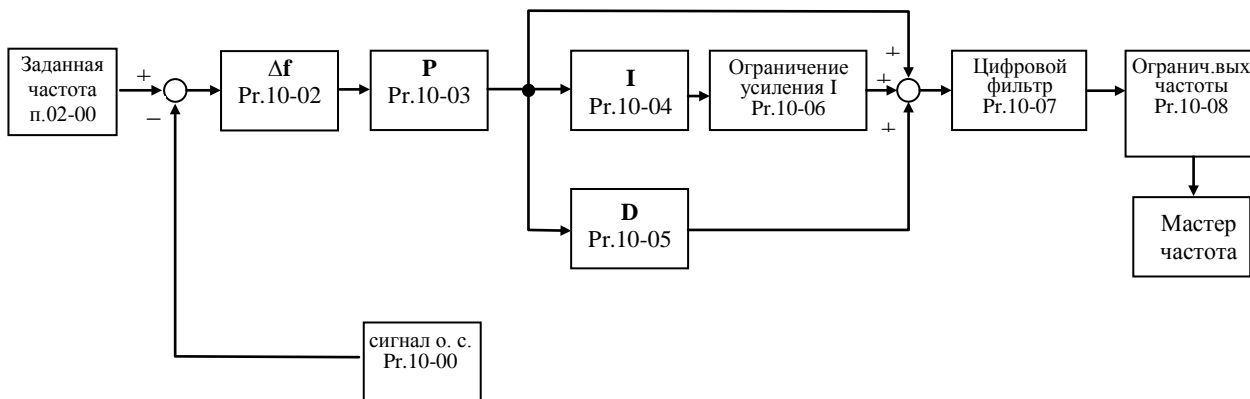 Заданная
частота
п.02-00
+
−
Δf
Pr.10-02
P
Pr.10-03
I
Pr.10-04
Ограничение
усиления I
Pr.10-06
D
Pr.10-05
+
+
+
Цифровой
фильтр
Pr.10-07
Огранич.вых
частоты
Pr.10-08
Мастер
частота
сигнал о. с.
Pr.10-00